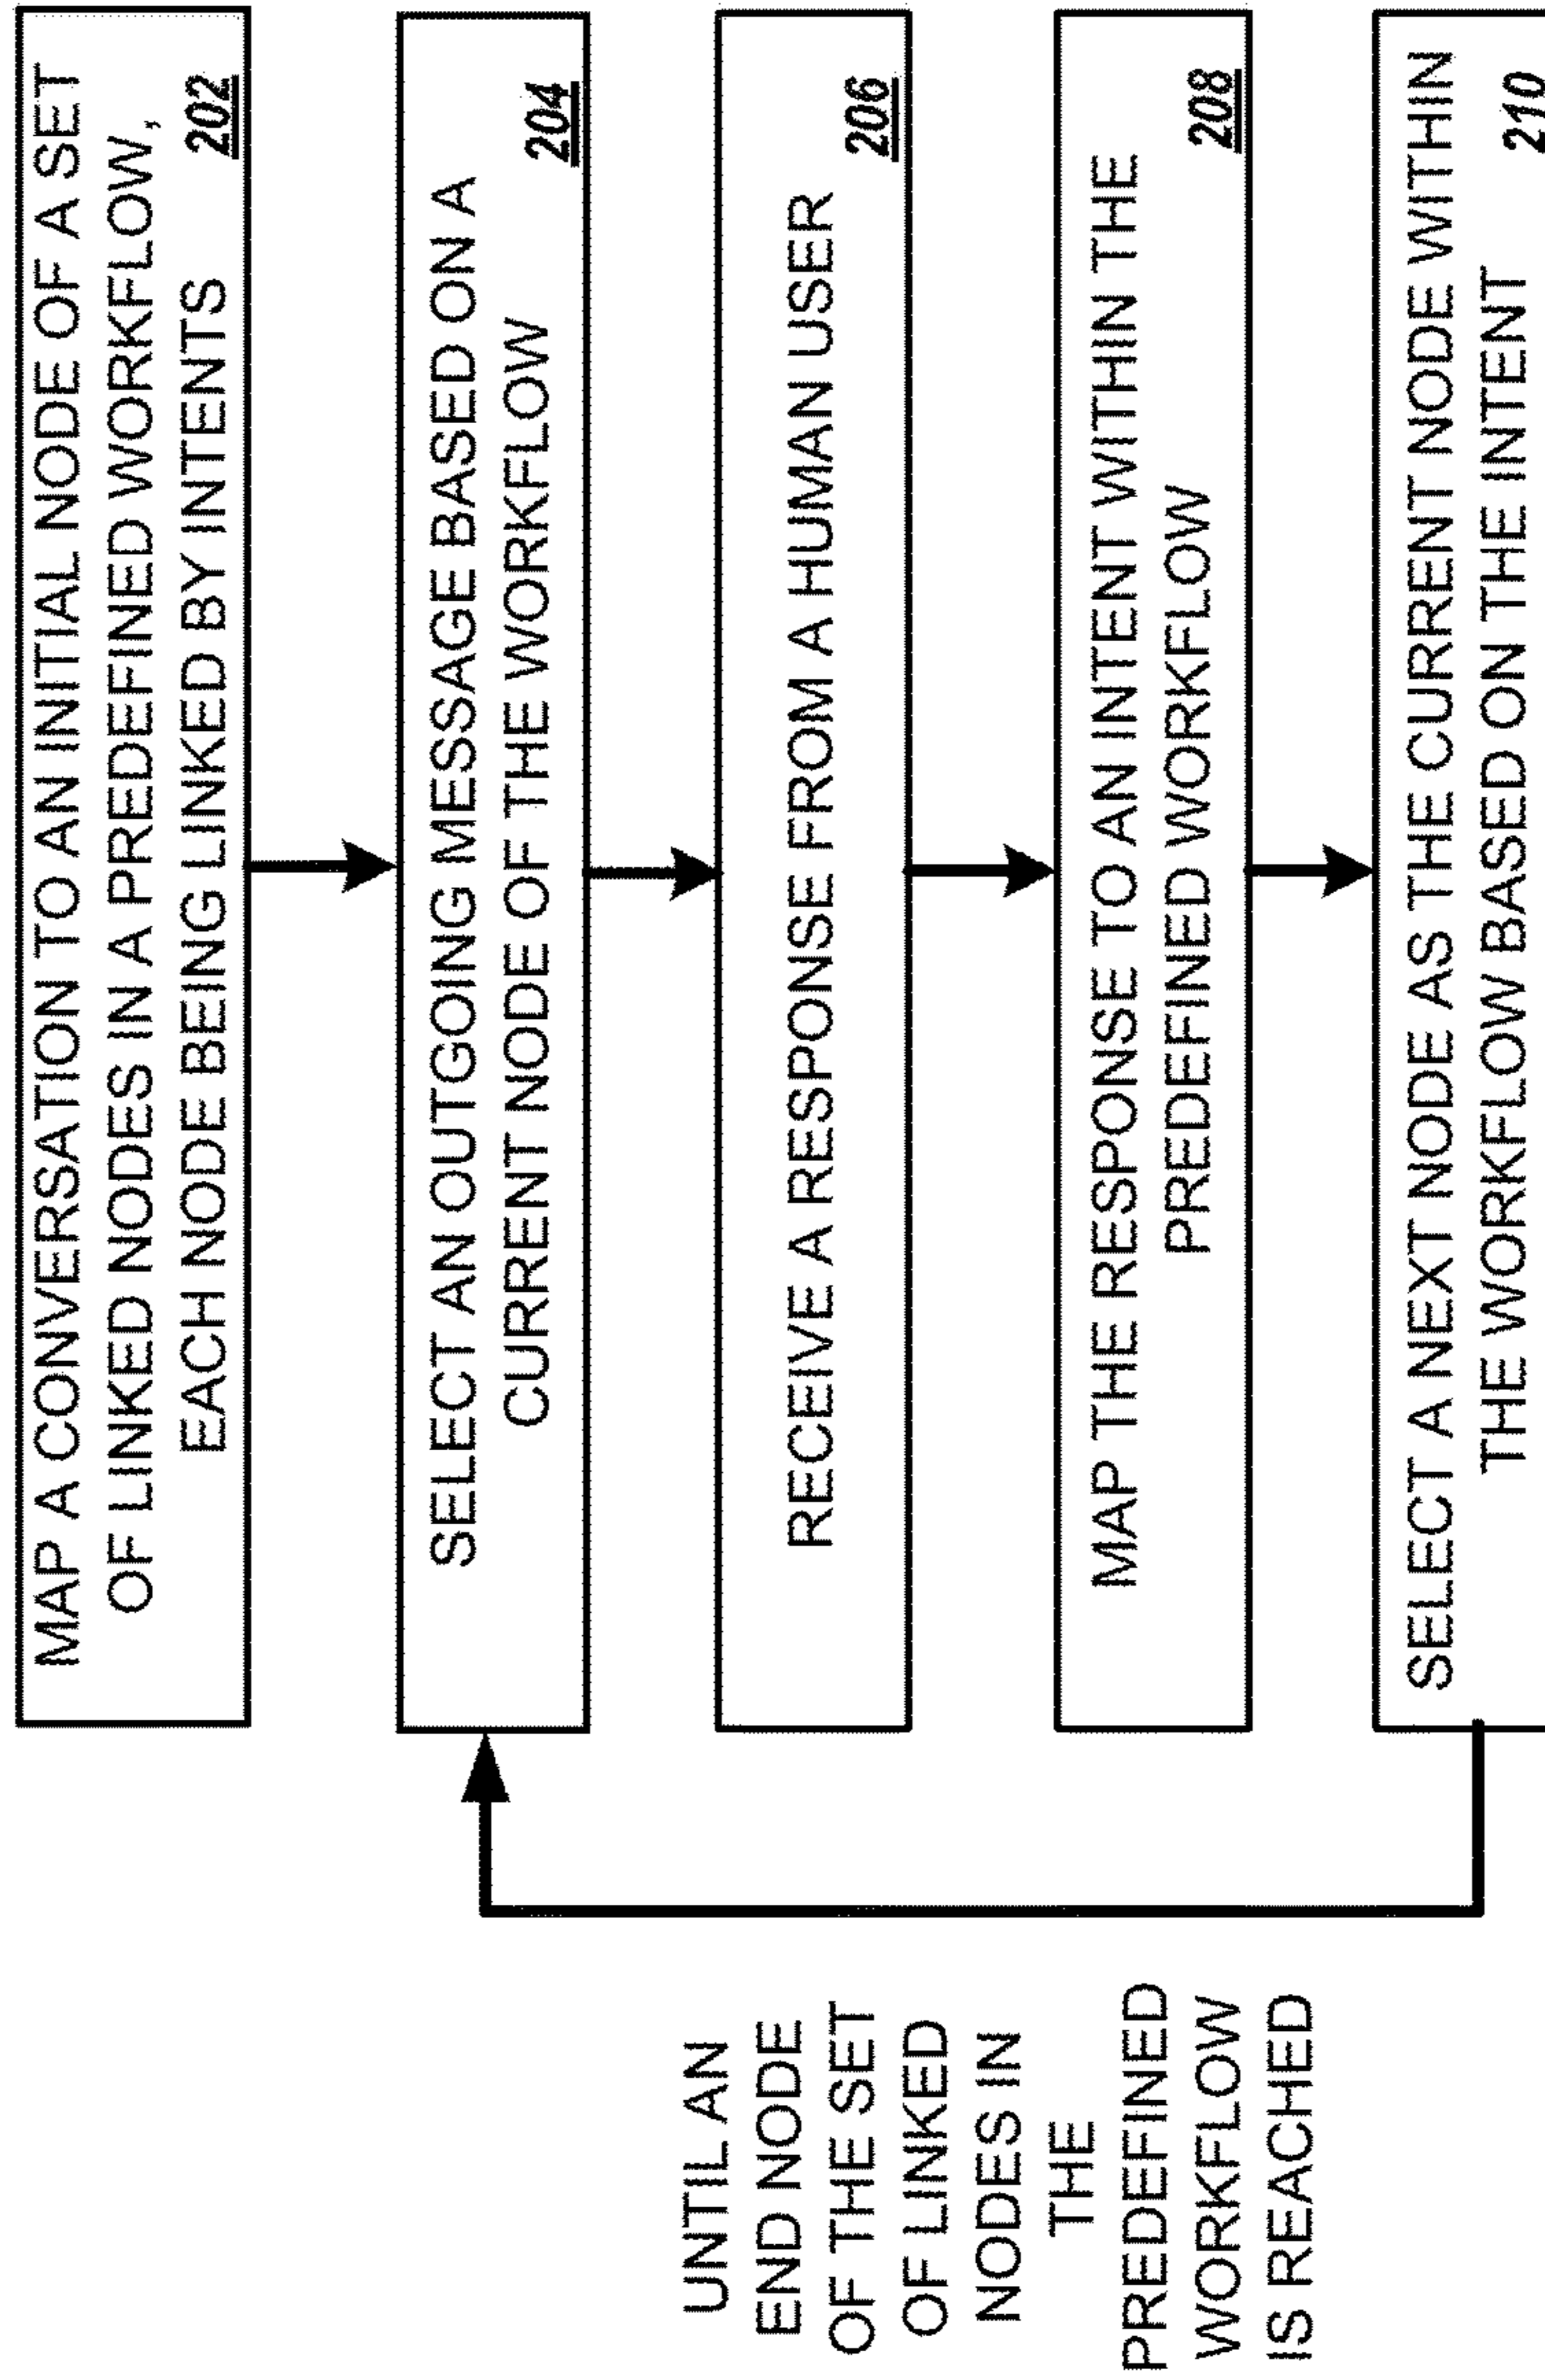 MAP A CONVERSATION TO AN INITIAL NODE OF A SET
OF LINKED NODES IN A PREDEFINED WORKFLOW,
EACH NODE BEING LINKED BY INTENTS 202
SELECT AN OUTGOING MESSAGE BASED ON A
CURRENT NODE OF THE WORKFLOW 204
RECEIVE A RESPONSE FROM A HUMAN USER
206
MAP THE RESPONSE TO AN INTENT WITHIN THE
PREDEFINED WORKFLOW 208
SELECT A NEXT NODE AS THE CURRENT NODE WITHIN
THE WORKFLOW BASED ON THE INTENT 210
UNTIL AN
END NODE
OF THE SET
OF LINKED
NODES IN
THE
PREDEFINED
WORKFLOW
IS REACHED